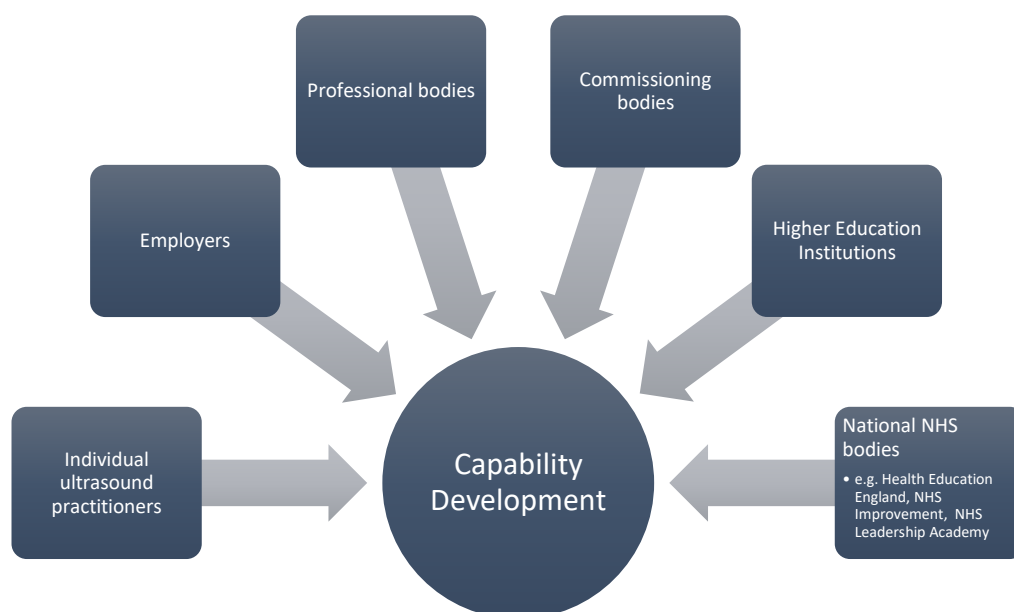 Professional bodies
Commissioning
bodies
Employers
Higher Education
Institutions
Individual
ultrasound
practitioners
Capability
Development
National NHS
bodies
• e.g. Health Education
England, NHS
Improvement, NHS
Leadership Academy